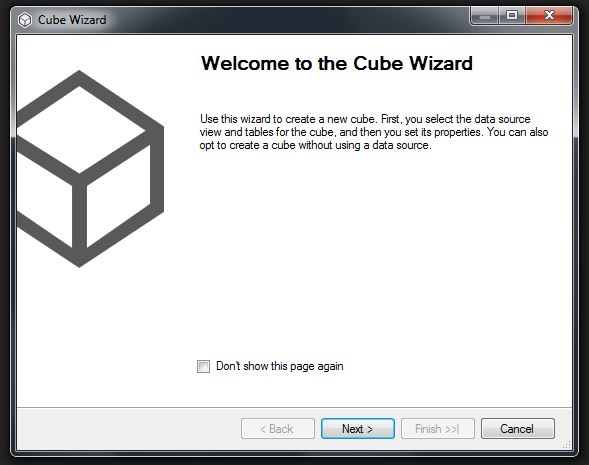 Cube Wizard
Welcome to the Cube Wizard
Use this wizard to create a new cube. First, you select the data source
view and tables for the cube, and then you set its properties. You can also
opt to create a cube without using a data source.
Don't show this page again
< Back
Next >
Finish >>|
Cancel